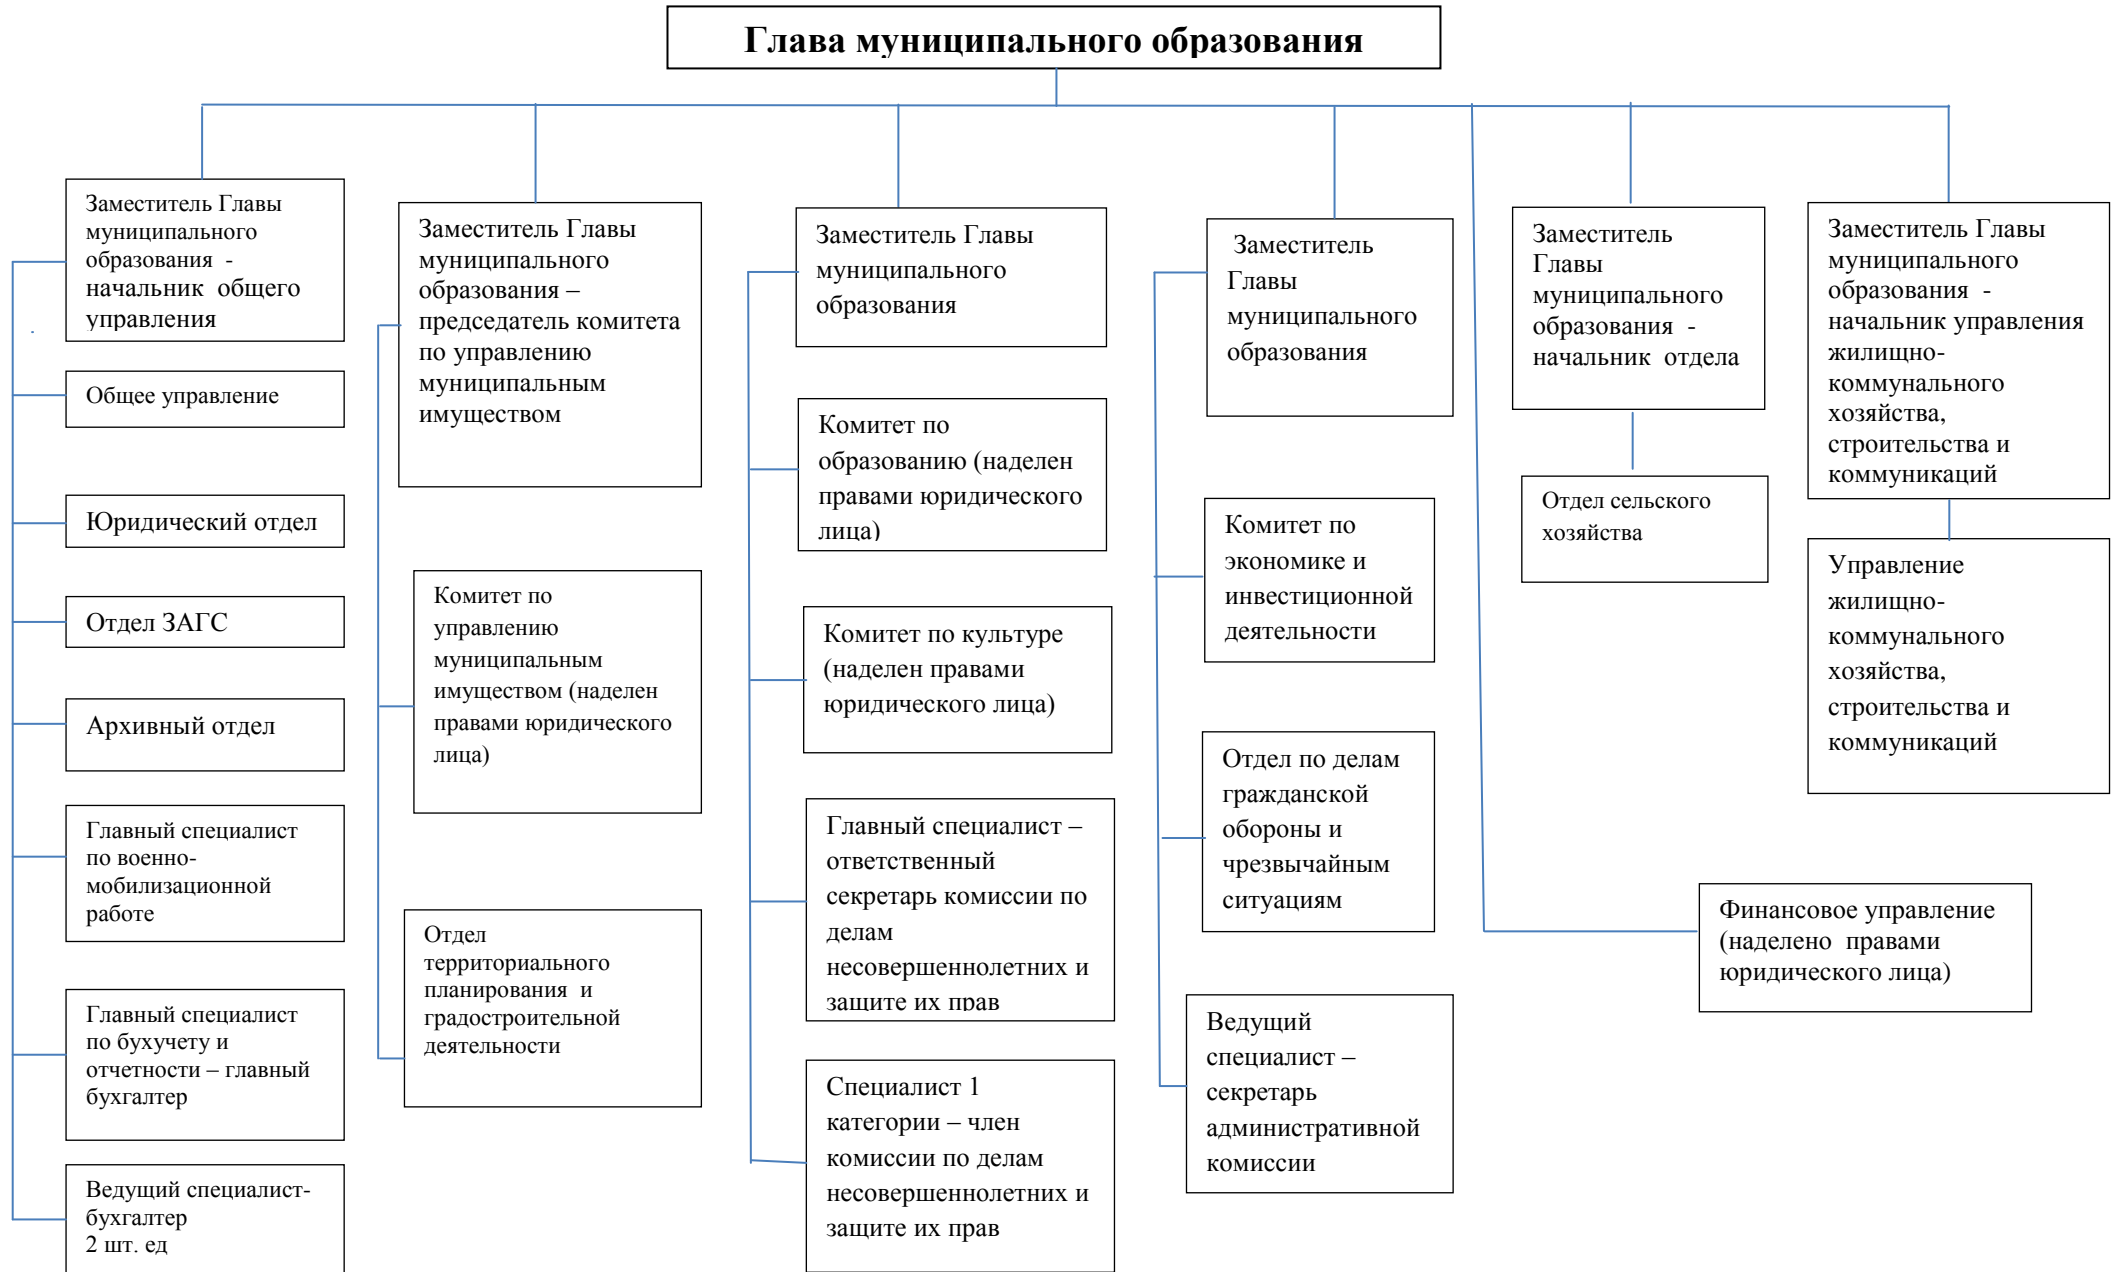 Глава муниципального образования
Заместитель Главы
муниципального
образования -
начальник общего
управления
Общее управление
Юридический отдел
Отдел ЗАГС
Архивный отдел
Главный специалист
по военно-
мобилизационной
работе
Главный специалист
по бухучету и
отчетности – главный
бухгалтер
Ведущий специалист-
бухгалтер
2 шт. ед
Заместитель Главы
муниципального
образования –
председатель комитета
по управлению
муниципальным
имуществом
Комитет по
управлению
муниципальным
имуществом (наделен
правами юридического
лица)
Отдел
территориального
планирования и
градостроительной
деятельности
Заместитель Главы
муниципального
образования
Комитет по
образованию (наделен
правами юридического
лица)
Комитет по культуре
(наделен правами
юридического лица)
Главный специалист –
ответственный
секретарь комиссии по
делам
несовершеннолетних и
защите их прав
Специалист 1
категории – член
комиссии по делам
несовершеннолетних и
защите их прав
Заместитель
Главы
муниципального
образования
Комитет по
экономике и
инвестиционной
деятельности
Отдел по делам
гражданской
обороны и
чрезвычайным
ситуациям
Ведущий
специалист –
секретарь
административной
комиссии
Заместитель
Главы
муниципального
образования -
начальник отдела
Отдел сельского
хозяйства
Заместитель Главы
муниципального
образования -
начальник управления
жилищно-
коммунального
хозяйства,
строительства и
коммуникаций
Управление
жилищно-
коммунального
хозяйства,
строительства и
коммуникаций
Финансовое управление
(наделено правами
юридического лица)